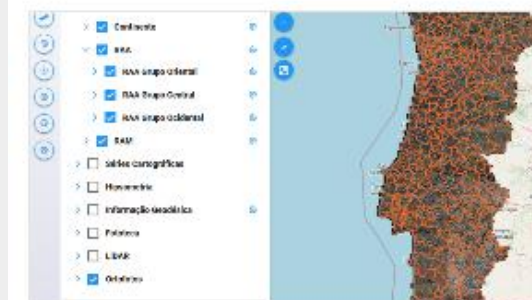 Continente
RAA
RAA Grupo Oriental
RAA Grupo Central
RAA Grupo Ocidental
RAM
Séries Cartográficas
Hipsometria
Informação Geodésica
Fototeca
LiDAR
Ortofotos